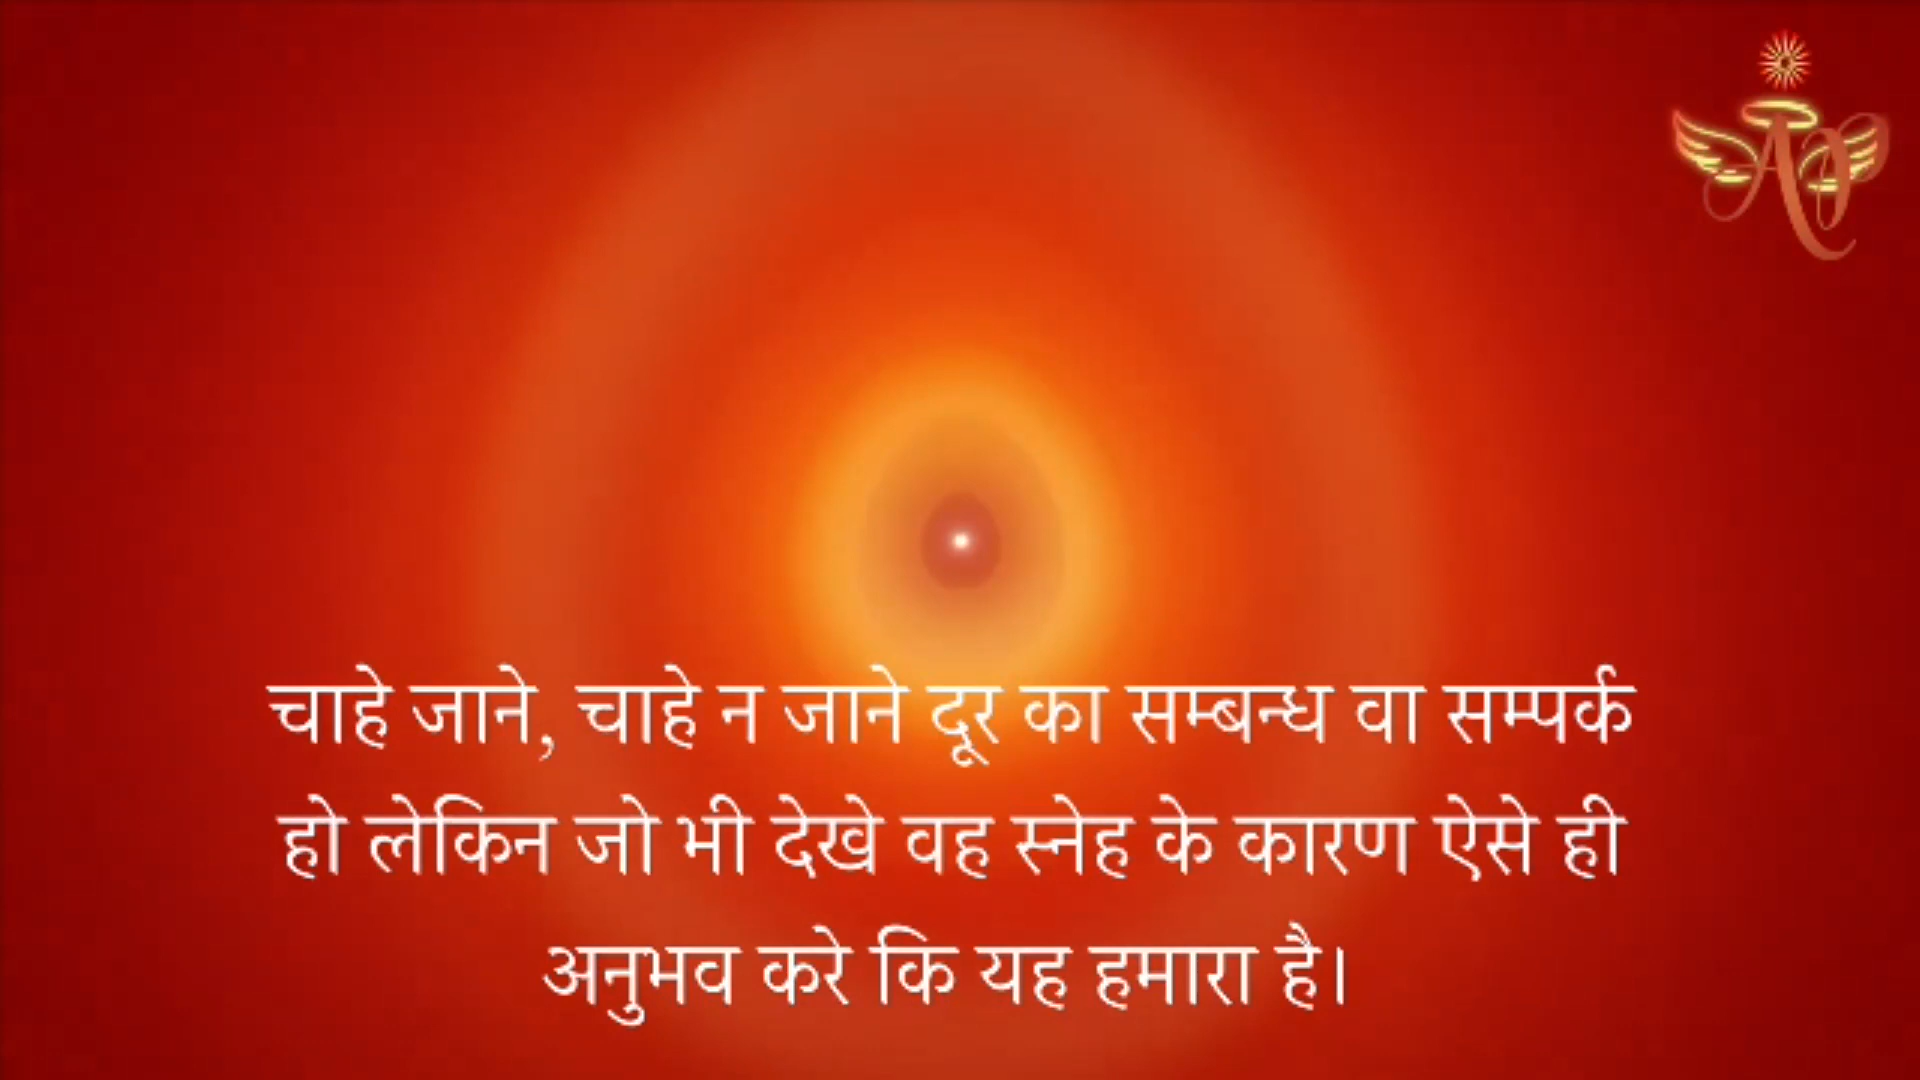 चाहे जाने, चाहे न जाने दूर का सम्बन्ध वा सम्पर्क
हो लेकिन जो भी देखे वह स्नेह के कारण ऐसे ही
अनुभव करे कि यह हमारा है।